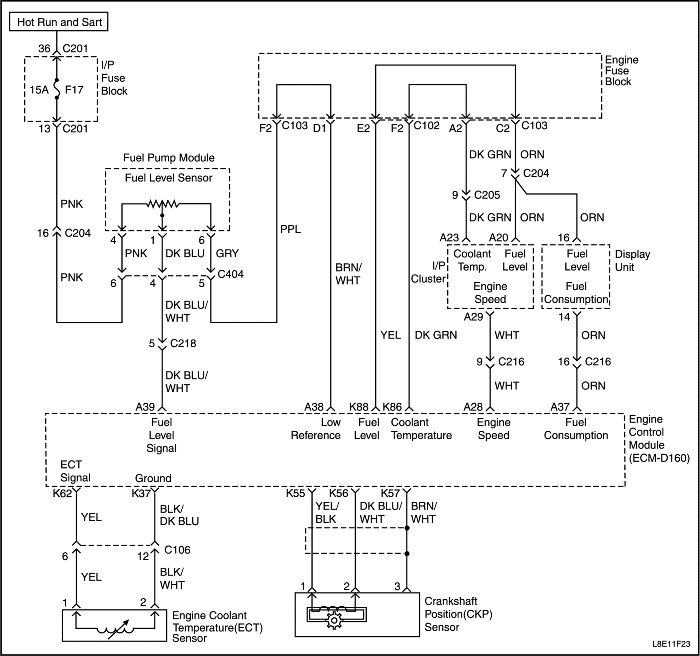 Hot Run and Sart
36 C201
I/P
Fuse
Block
15A F17
13 C201
Engine
Fuse
Block
F2 C103 D1 E2 F2 C102 A2 C2 C103
Fuel Pump Module
Fuel Level Sensor
DK GRN ORN
7 C204
9 C205
PNK
16 C204
4 1 6
PNK DK BLU GRY
PPL
DK GRN ORN ORN
A23 A20 16
Coolant
Temp.
Fuel
Level
Fuel
Level
Display
Unit
I/P
Cluster
Engine
Speed
Fuel
Consumption
PNK
C404
6 4 5
BRN/
WHT
DK BLU/
WHT
A29 14
YEL DK GRN WHT ORN
5 C218
9 C216 16 C216
DK BLU/
WHT
WHT ORN
A39 A38 K88 K86 A28 A37
Fuel
Level
Signal
Low
Reference
Fuel
Level
Coolant
Temperature
Engine
Speed
Fuel
Consumption
Engine
Control
Module
(ECM-D160)
ECT
Signal
Ground
K62 K37 K55 K56 K57
YEL
BLK/
DK BLU
YEL/
BLK
DK BLU/
WHT
BRN/
WHT
C106
6 12
YEL
BLK/
WHT
1 2
1 2 3
Engine Coolant
Temperature(ECT)
Sensor
Crankshaft
Position(CKP)
Sensor
L8E11F23